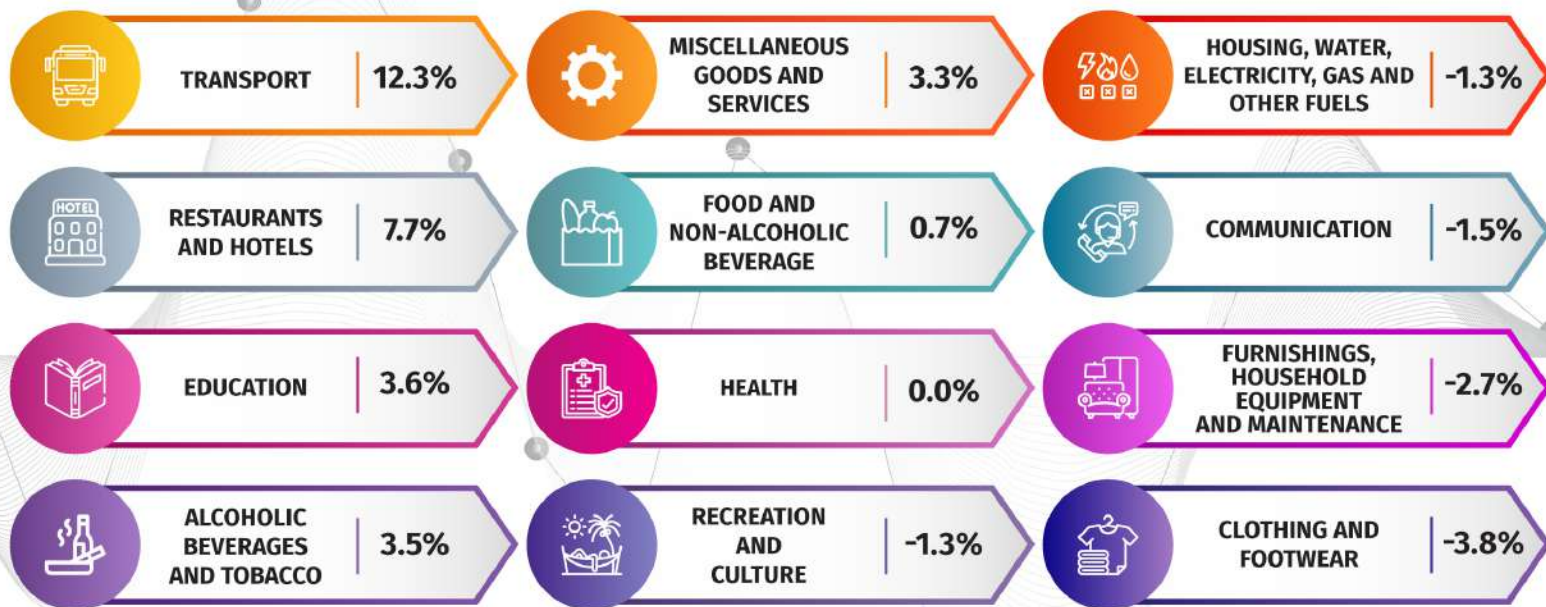 TRANSPORT
12.3%
MISCELLANEOUS
GOODS AND
SERVICES
3.3%
HOUSING, WATER,
ELECTRICITY, GAS AND
OTHER FUELS
-1.3%
HOTEL
RESTAURANTS
AND HOTELS
7.7%
FOOD AND
NON-ALCOHOLIC
BEVERAGE
0.7%
COMMUNICATION
-1.5%
EDUCATION
3.6%
HEALTH
0.0%
FURNISHINGS,
HOUSEHOLD
EQUIPMENT
AND MAINTENANCE
-2.7%
ALCOHOLIC
BEVERAGES
AND TOBACCO
3.5%
RECREATION
AND
CULTURE
-1.3%
CLOTHING AND
FOOTWEAR
-3.8%